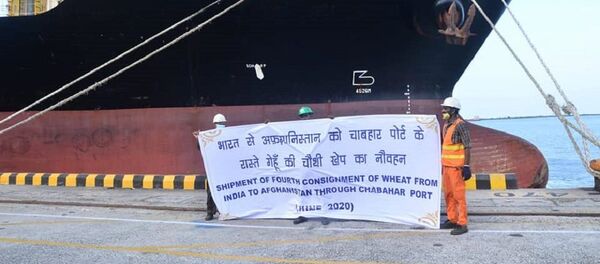 भारत से अफ़ग़ानिस्तान को चाबहार पोर्ट के
रास्ते गेहूँ की चौथी खेप का नौवहन
SHIPMENT OF FOURTH CONSIGNMENT OF WHEAT FROM
INDIA TO AFGHANISTAN THROUGH CHABAHAR PORT
(JUNE, 2020)